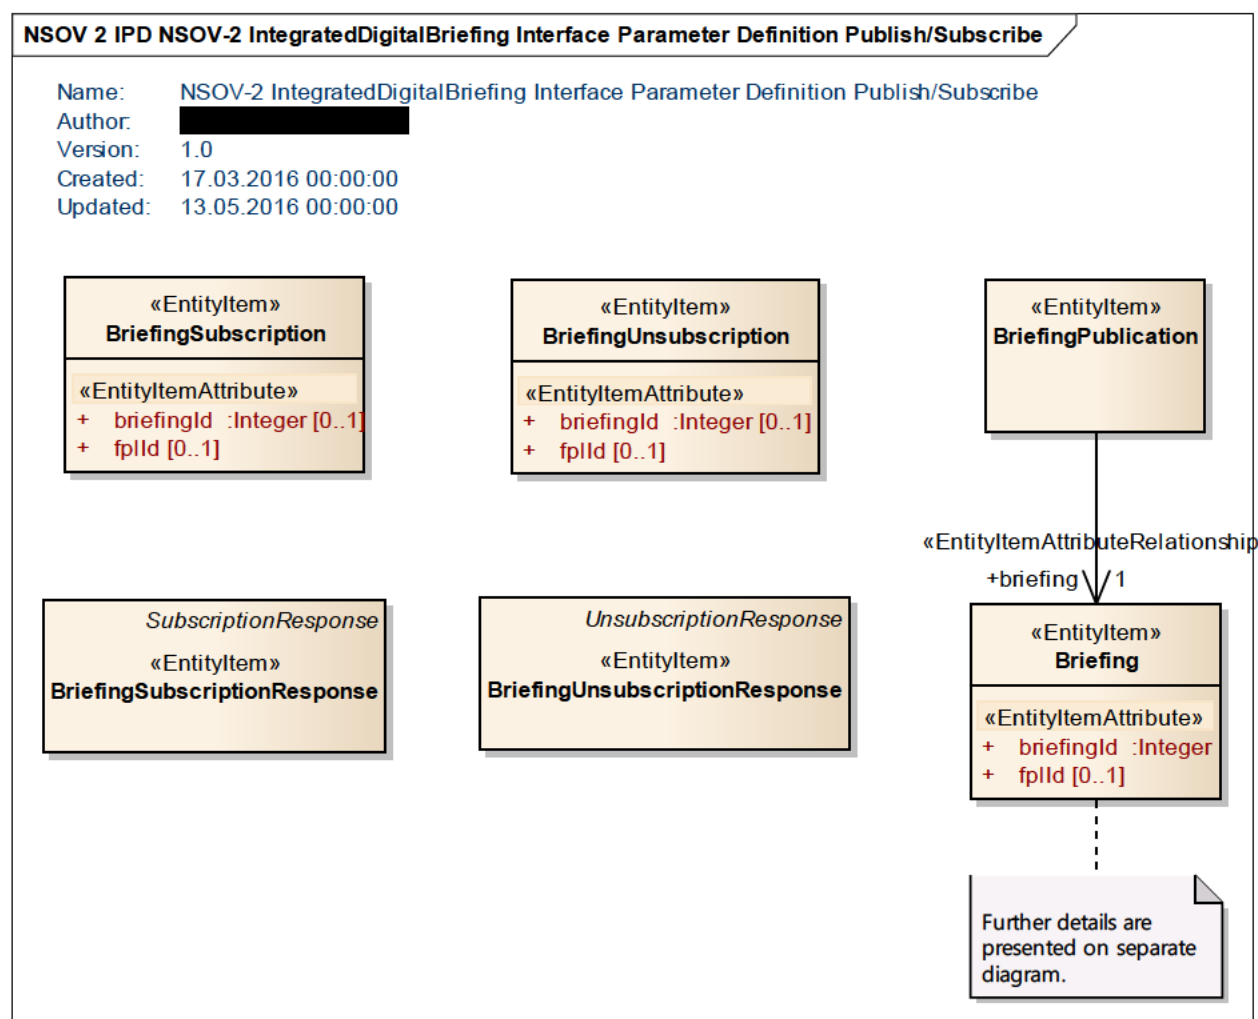 NSOV 2 IPD NSOV-2 IntegratedDigitalBriefing Interface Parameter Definition Publish/Subscribe
Name: NSOV-2 IntegratedDigitalBriefing Interface Parameter Definition Publish/Subscribe
Author:
Version: 1.0
Created: 17.03.2016 00:00:00
Updated: 13.05.2016 00:00:00
«EntityItem»
BriefingSubscription
«EntityItemAttribute»
+ briefingId :Integer [0..1]
+ fplId [0..1]
«EntityItem»
BriefingUnsubscription
«EntityItemAttribute»
+ briefingId :Integer [0..1]
+ fplId [0..1]
«EntityItem»
BriefingPublication
«EntityItemAttributeRelationship
+briefing 1
SubscriptionResponse
«EntityItem»
BriefingSubscriptionResponse
UnsubscriptionResponse
«EntityItem»
BriefingUnsubscriptionResponse
«EntityItem»
Briefing
«EntityItemAttribute»
+ briefingId :Integer
+ fplId [0..1]
Further details are
presented on separate
diagram.